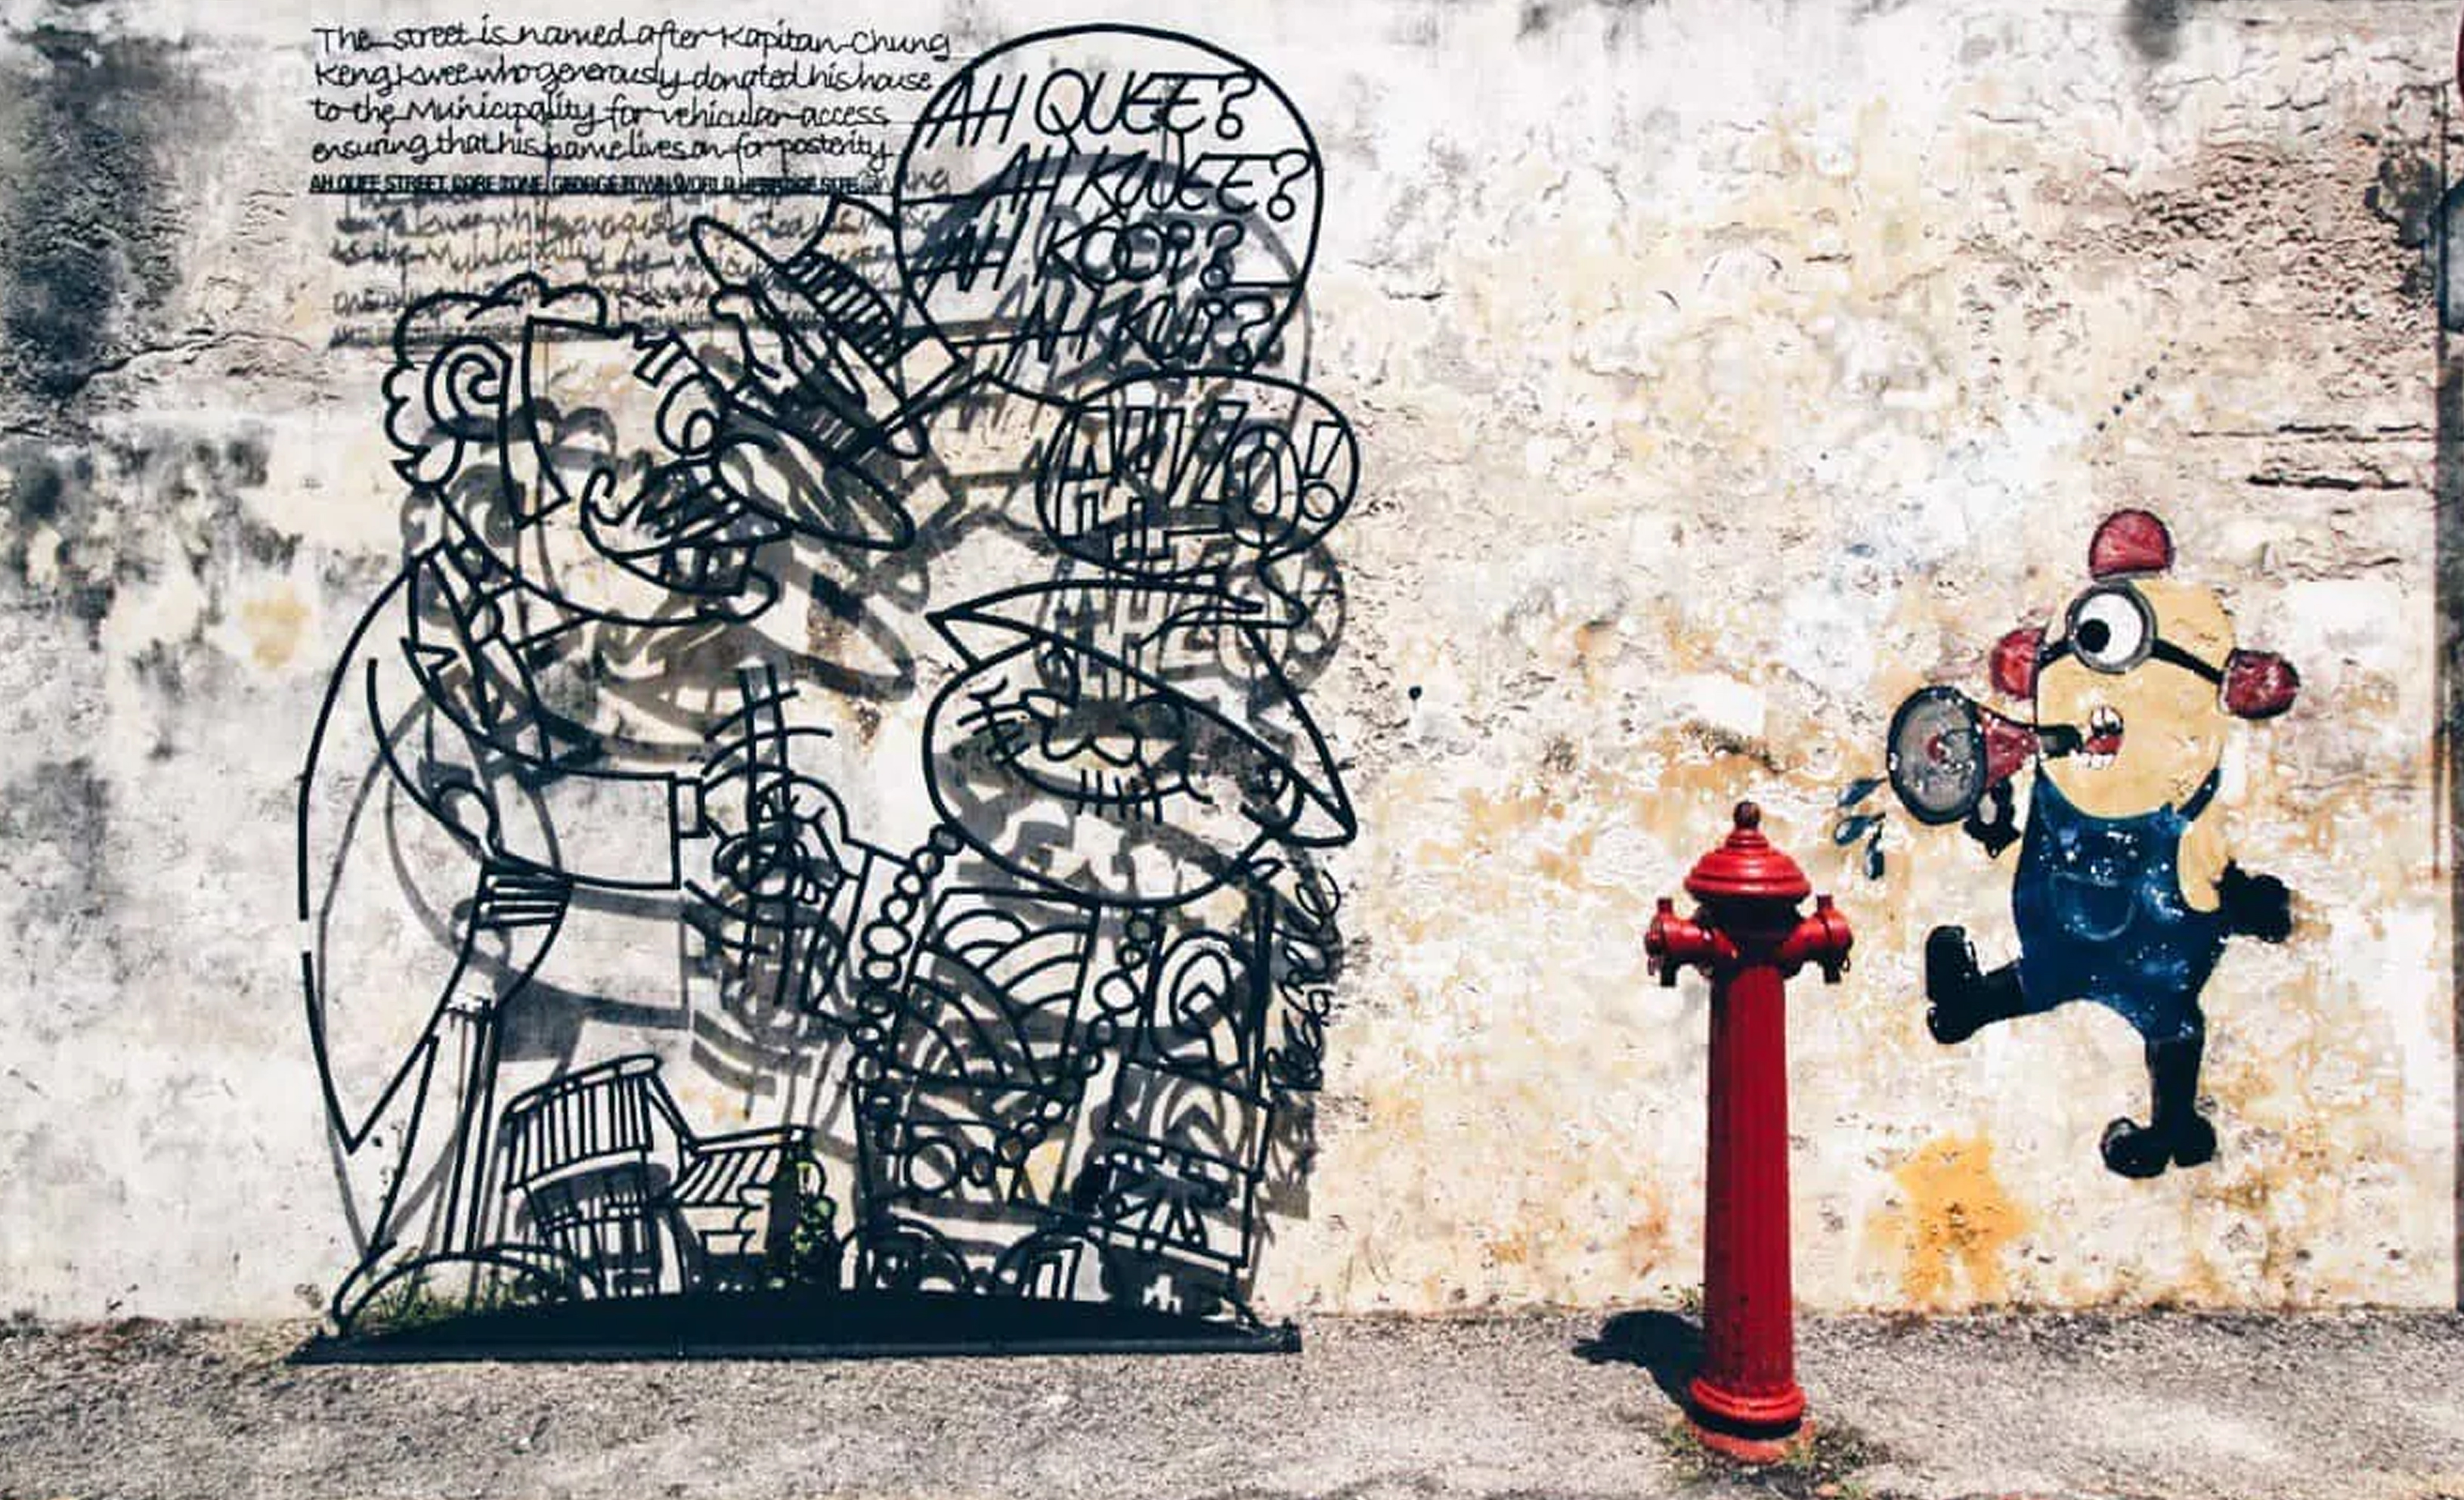 The street is named after Kapitan Chung
Keng Kwee who generously donated his house
to the Municipality for vehicular access
ensuring that his name lives on for posterity
AH QUEE STREET, CORE ZONE, GEORGE TOWN WORLD HERITAGE SITE
AH QUEE?
AH KWEE?
AH KOOI?
AH KUI?
AIYO!